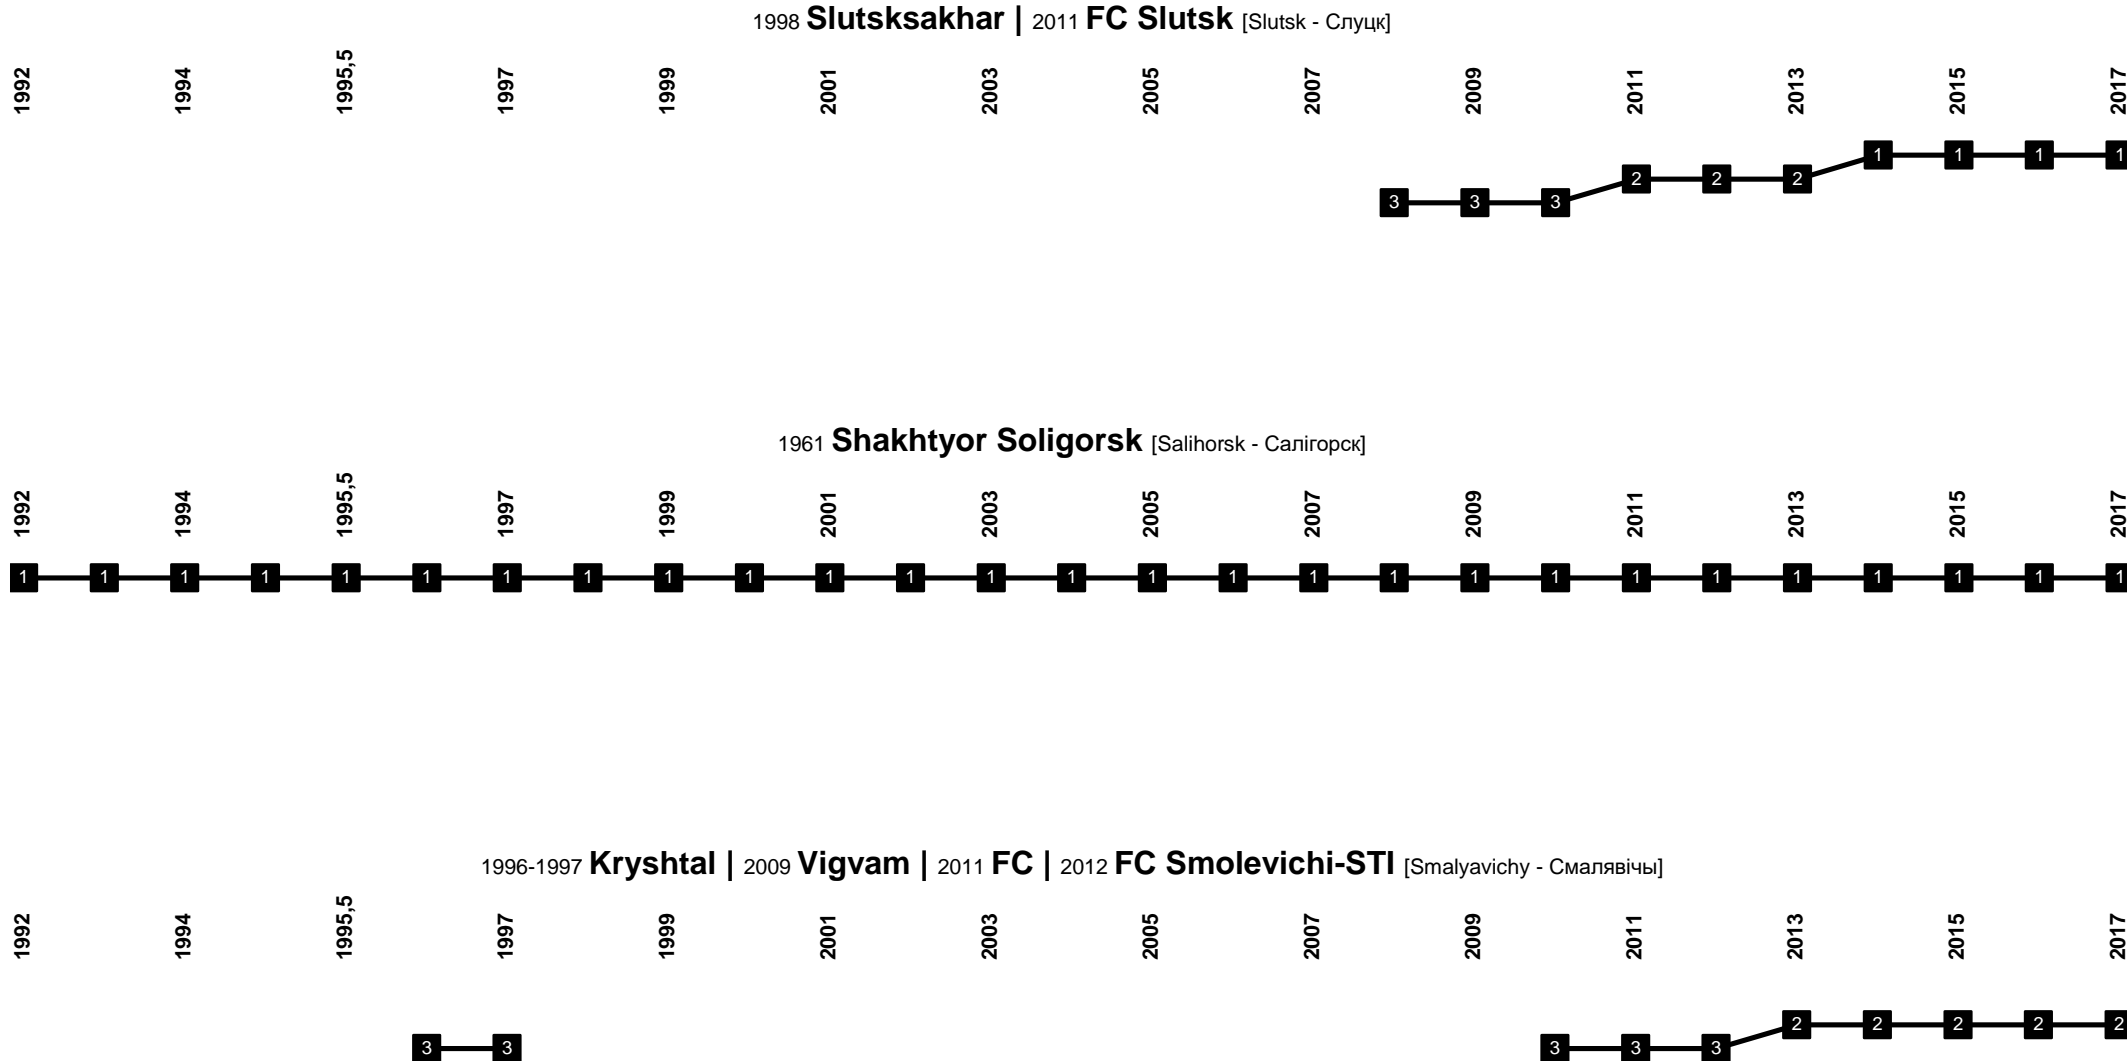 1998 Slutsksakhar | 2011 FC Slutsk [Slutsk - Слуцк]
1992 1994 1995,5 1997 1999 2001 2003 2005 2007 2009 2011 2013 2015 2017
1 1 1 1
2 2 2
3 3 3
1961 Shakhtyor Soligorsk [Salihorsk - Салігорск]
1992 1994 1995,5 1997 1999 2001 2003 2005 2007 2009 2011 2013 2015 2017
1 1 1 1 1 1 1 1 1 1 1 1 1 1 1 1 1 1 1 1 1 1 1 1 1 1 1
1996-1997 Kryshtal | 2009 Vigvam | 2011 FC | 2012 FC Smolevichi-STI [Smalyavichy - Смалявічы]
1992 1994 1995,5 1997 1999 2001 2003 2005 2007 2009 2011 2013 2015 2017
2 2 2 2 2
3 3 3 3 3